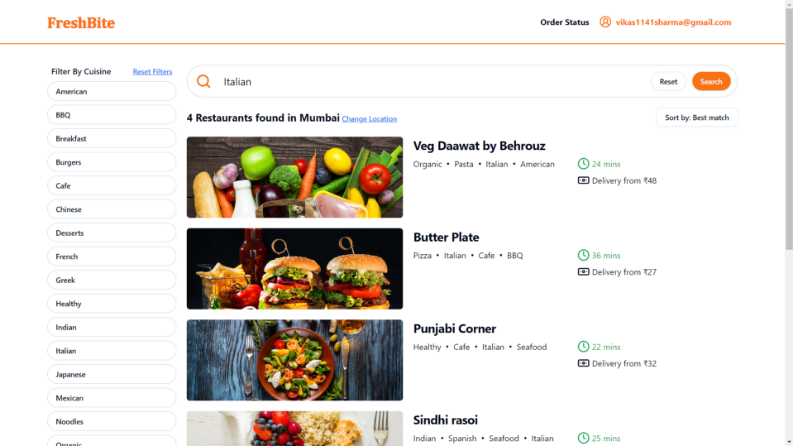 FreshBite
Order Status
vikas1141sharma@gmail.com
Filter By Cuisine
Reset Filters
American
BBQ
Breakfast
Burgers
Cafe
Chinese
Desserts
French
Greek
Healthy
Indian
Italian
Japanese
Mexican
Noodles
Organic
Italian
Reset
Search
4 Restaurants found in Mumbai Change Location
Sort by: Best match
Veg Daawat by Behrouz
Organic • Pasta • Italian • American
24 mins
Delivery from ₹48
Butter Plate
Pizza • Italian • Cafe • BBQ
36 mins
Delivery from ₹27
Punjabi Corner
Healthy • Cafe • Italian • Seafood
22 mins
Delivery from ₹32
Sindhi rasoi
Indian • Spanish • Seafood • Italian
25 mins